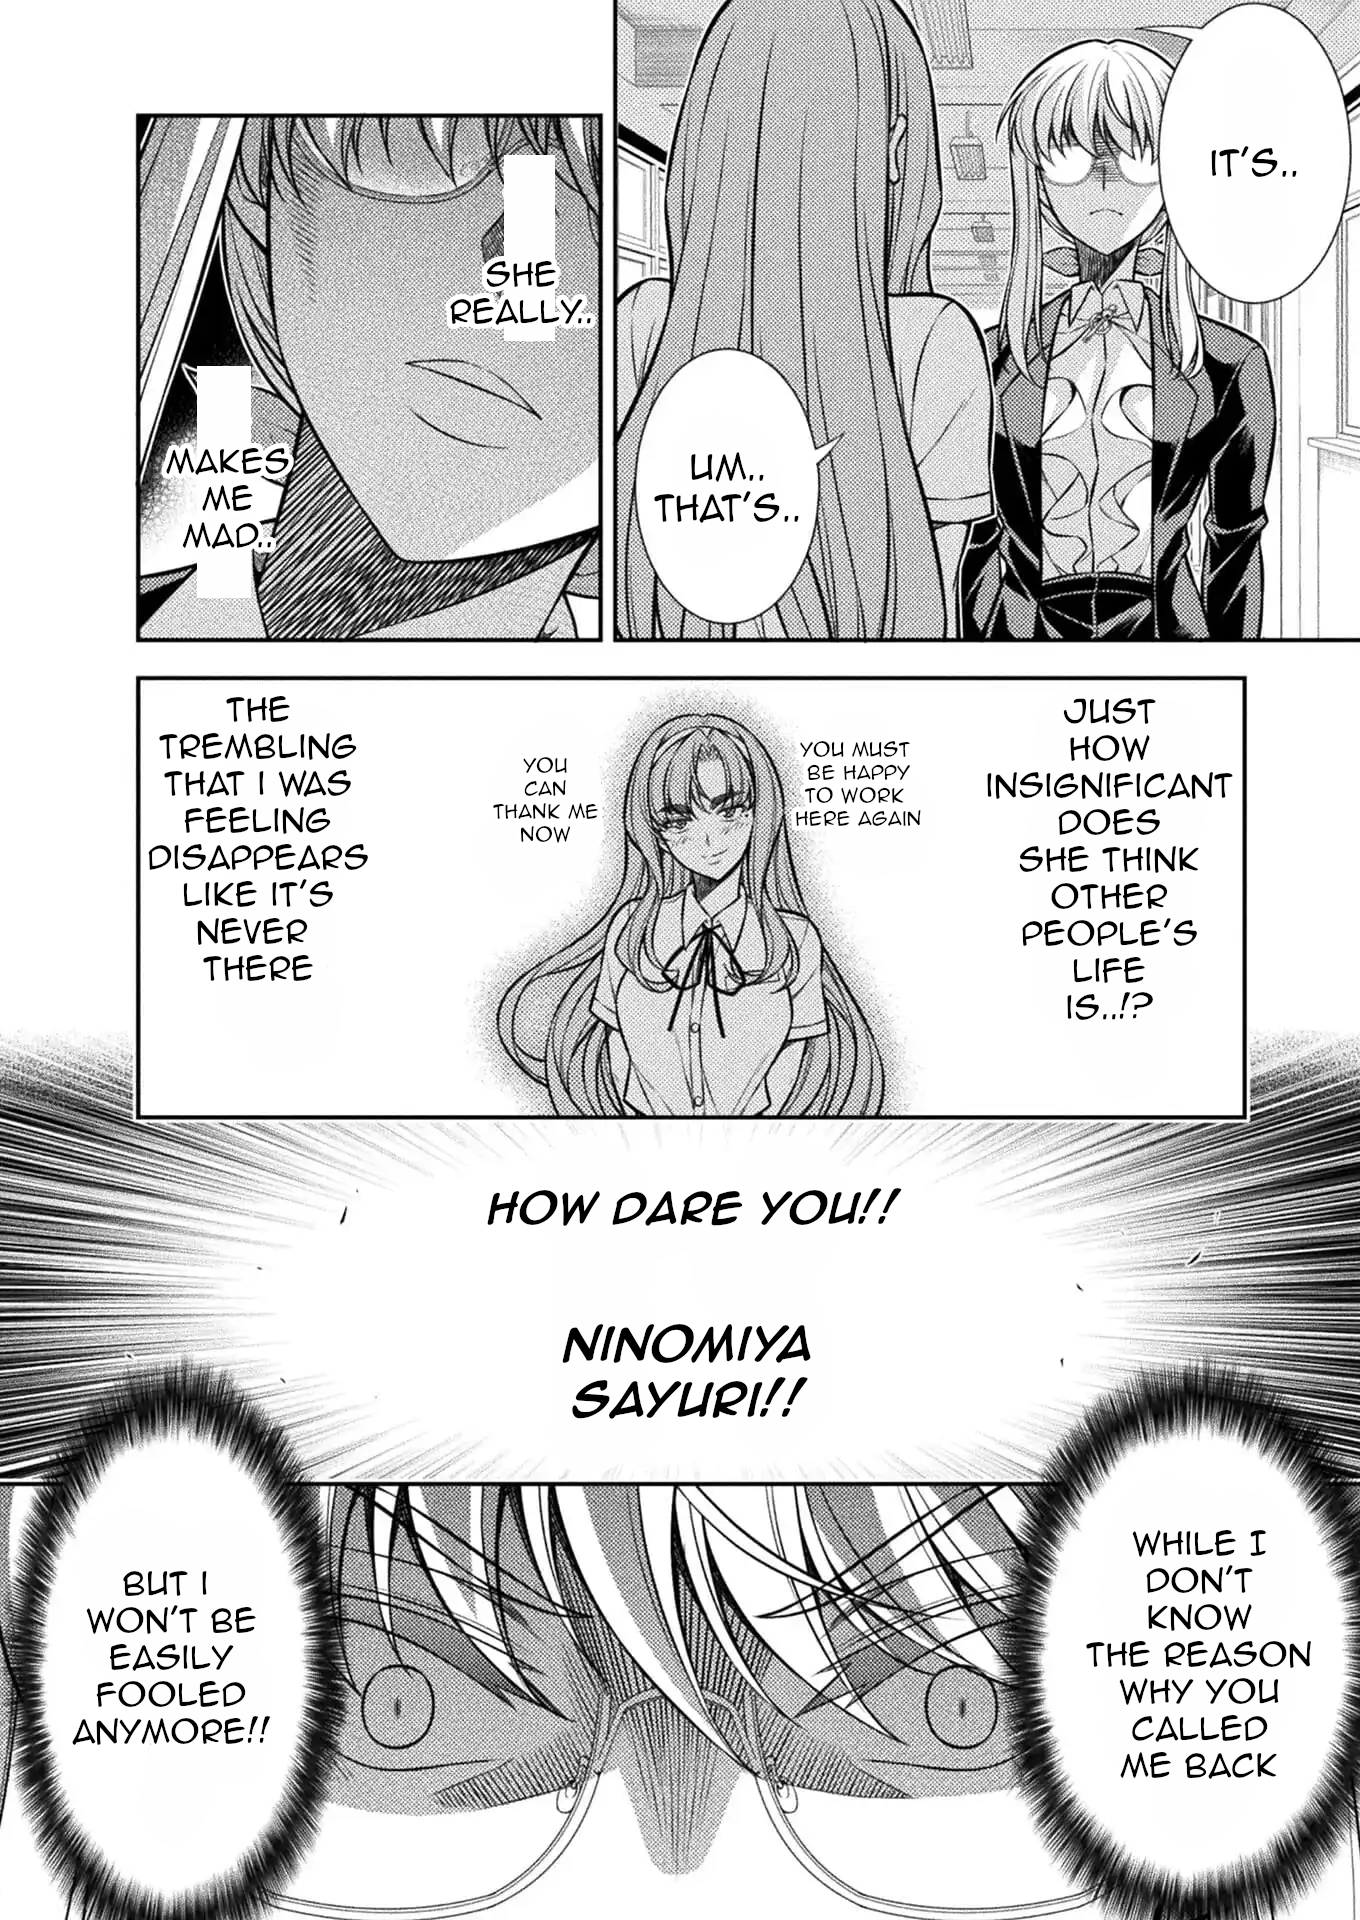 IT'S..
UM..
THAT'S..
SHE
REALLY..
MAKES
ME
MAD..
JUST
HOW
INSIGNIFICANT
DOES
SHE THINK
OTHER
PEOPLE'S
LIFE
IS..!?
YOU MUST
BE HAPPY
TO WORK
HERE AGAIN
YOU
CAN
THANK ME
NOW
THE
TREMBLING
THAT I WAS
FEELING
DISAPPEARS
LIKE IT'S
NEVER
THERE
HOW DARE YOU!!
NINOMIYA
SAYURI!!
WHILE I
DON'T
KNOW
THE REASON
WHY YOU
CALLED
ME BACK
BUT I
WON'T BE
EASILY
FOOLED
ANYMORE!!